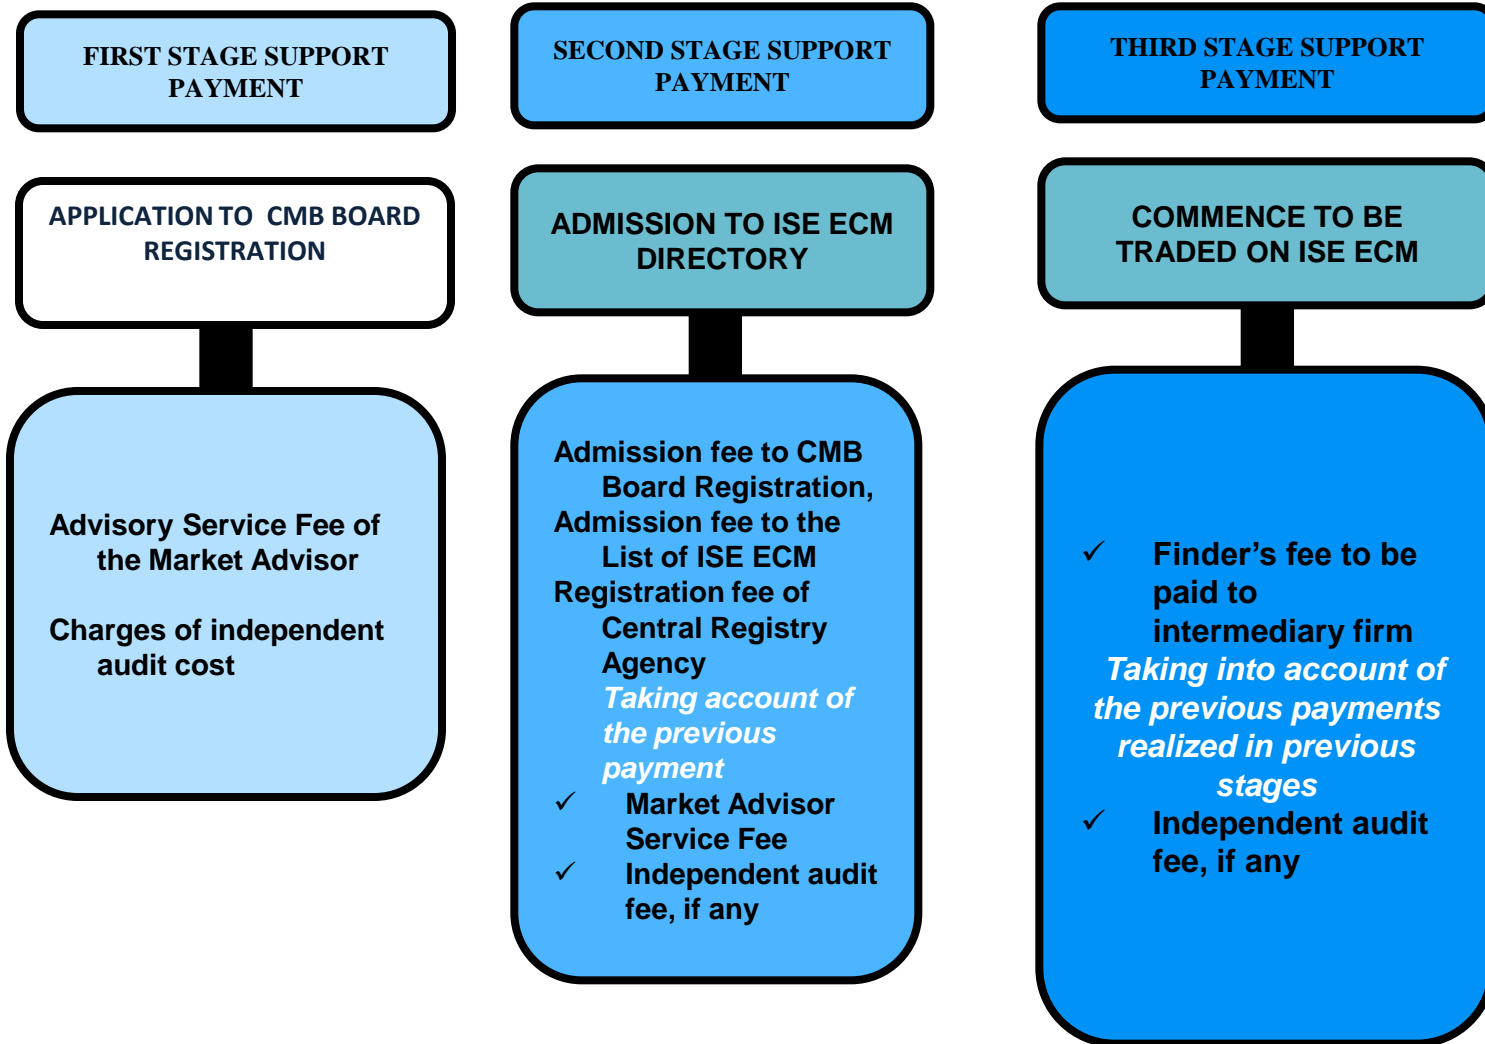 FIRST STAGE SUPPORT
PAYMENT
APPLICATION TO  CMB BOARD
REGISTRATION
Advisory Service Fee of
the Market Advisor
Charges of independent
audit cost
SECOND STAGE SUPPORT
PAYMENT
ADMISSION TO ISE ECM
DIRECTORY
Admission fee to CMB
Board Registration,
Admission fee to the
List of ISE ECM
Registration fee of
Central Registry
Agency
Taking account of
the previous
payment
✓ Market Advisor
Service Fee
✓ Independent audit
fee, if any
THIRD STAGE SUPPORT
PAYMENT
COMMENCE TO BE
TRADED ON ISE ECM
✓ Finder’s fee to be
paid to
intermediary firm
Taking into account of
the previous payments
realized in previous
stages
✓ Independent audit
fee, if any